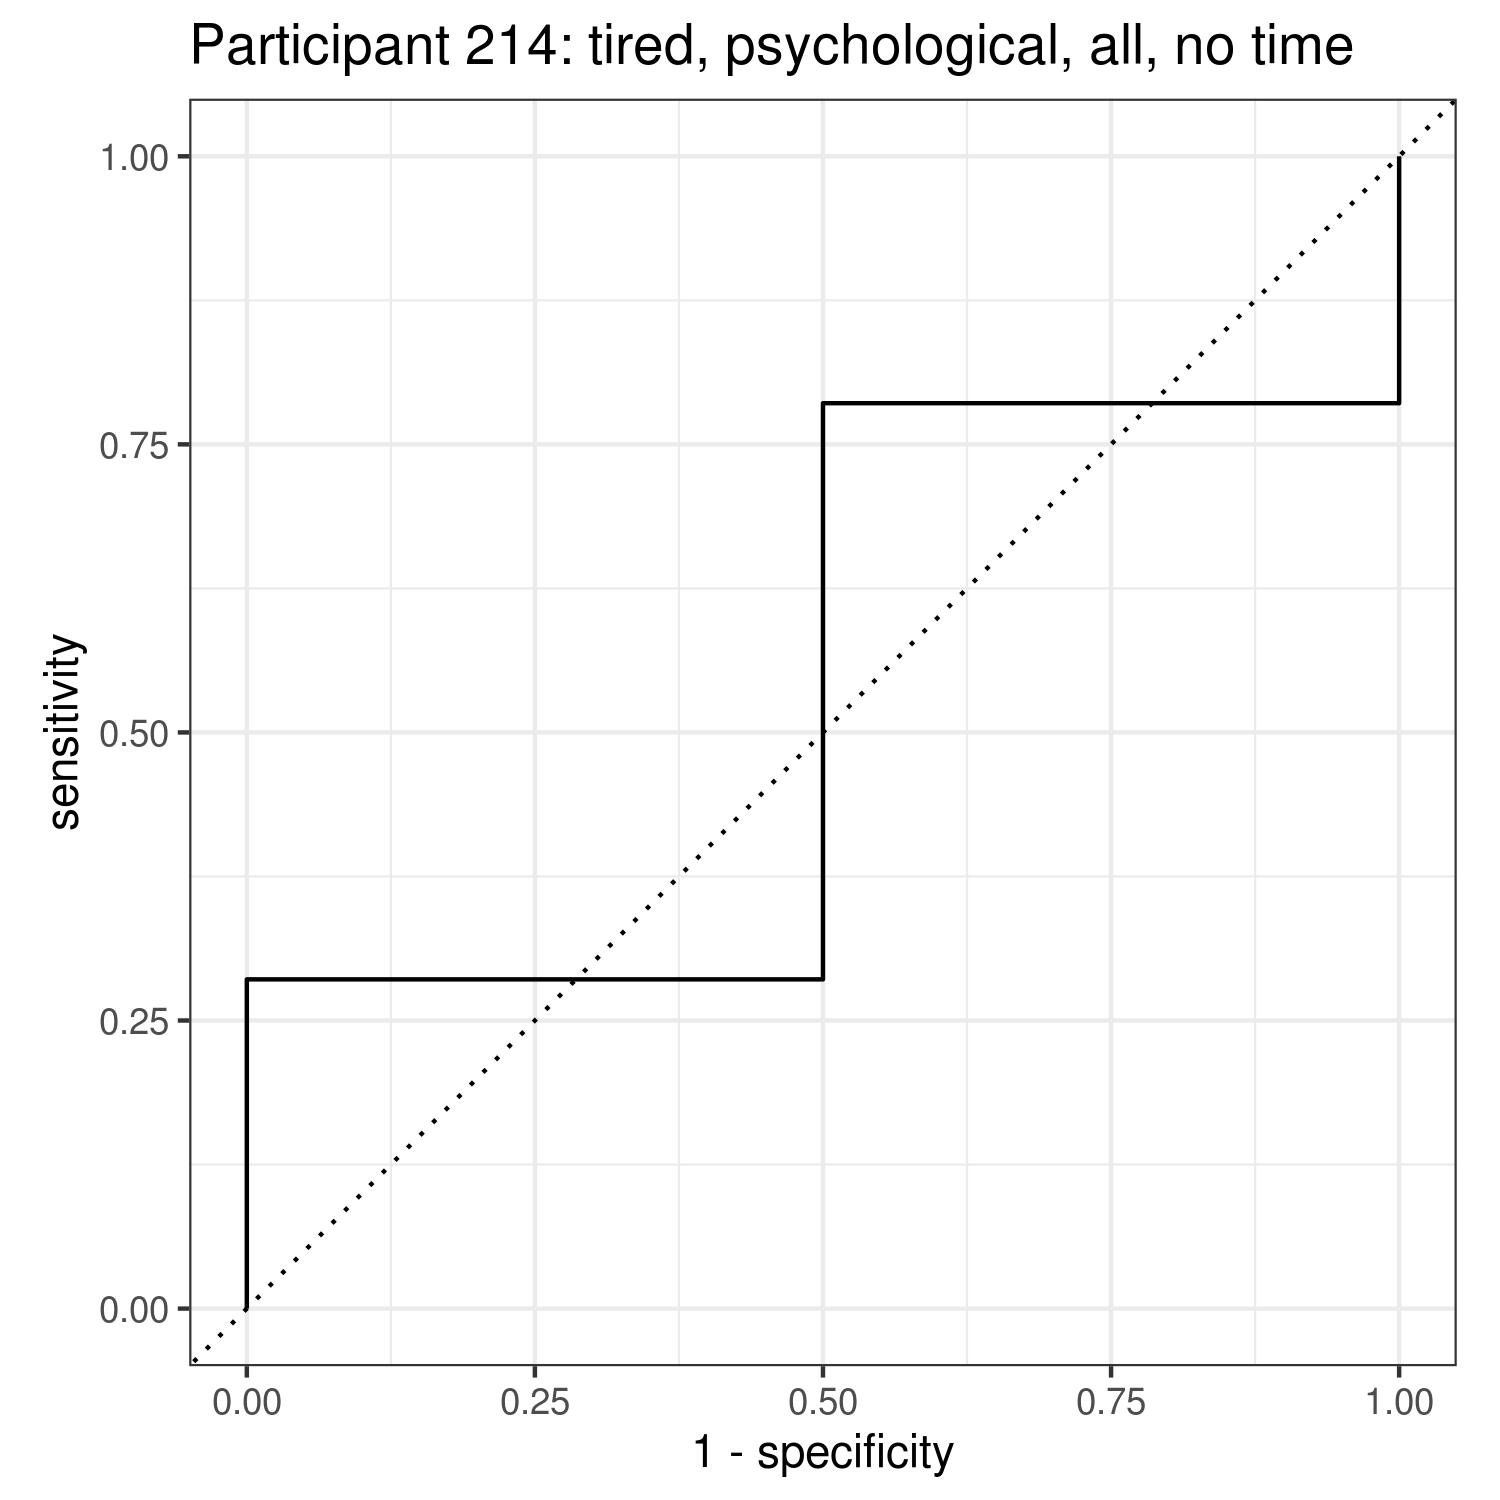 Participant 214: tired, psychological, all, no time
1.00
0.75
0.50
0.25
0.00
sensitivity
0.00 0.25 0.50 0.75 1.00
1 - specificity